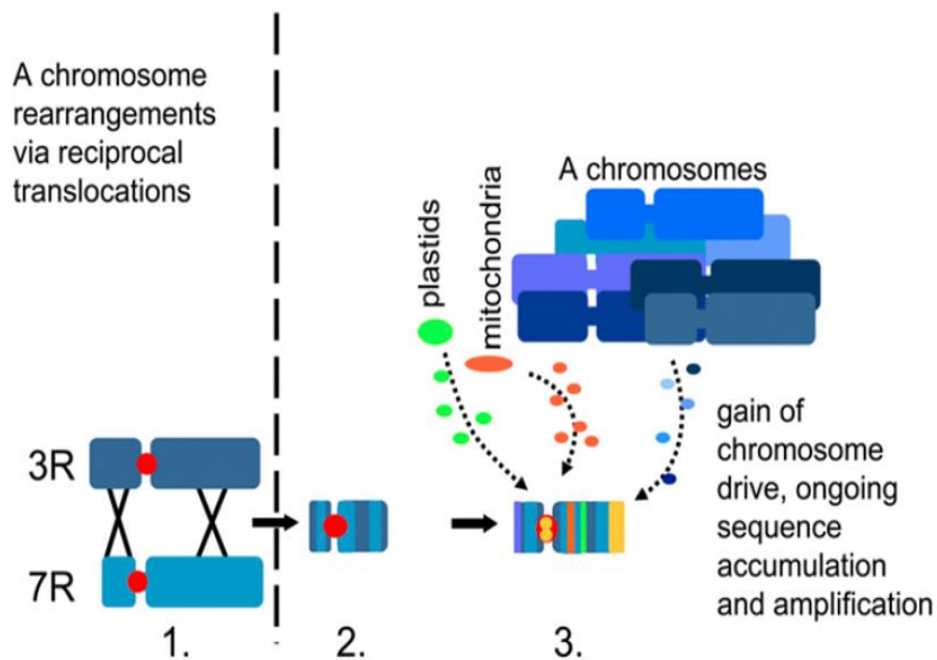 A chromosome
rearrangements
via reciprocal
translocations
A chromosomes
plastids
mitochondria
gain of
chromosome
drive, ongoing
sequence
accumulation
and amplification
3R
7R
1.
2.
3.